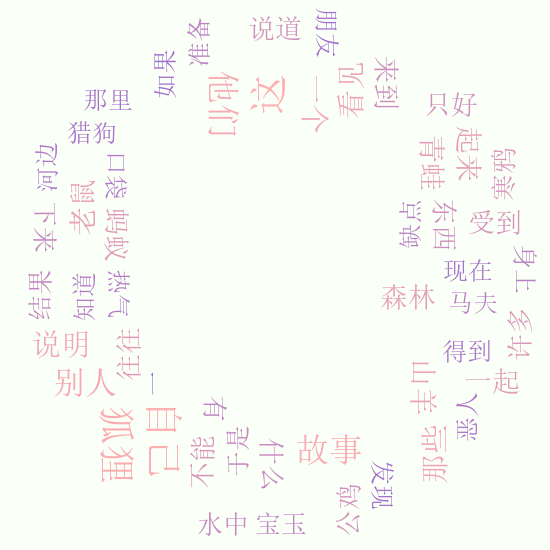 朋友
说道
准备
如果
来到
看见
一个
这
他们
那里
只好
猎狗
起来
青蛙
寒鸦
河边
口袋
老鼠
蚂蚁
下来
缺点
东西
受到
身上
现在
森林
马夫
结果
知道
热气
许多
说明
往往
得到
别人
一
一起
山羊
恶人
那些
狐狸
自己
有
不能
于是
什么
故事
发现
公鸡
水中
宝玉